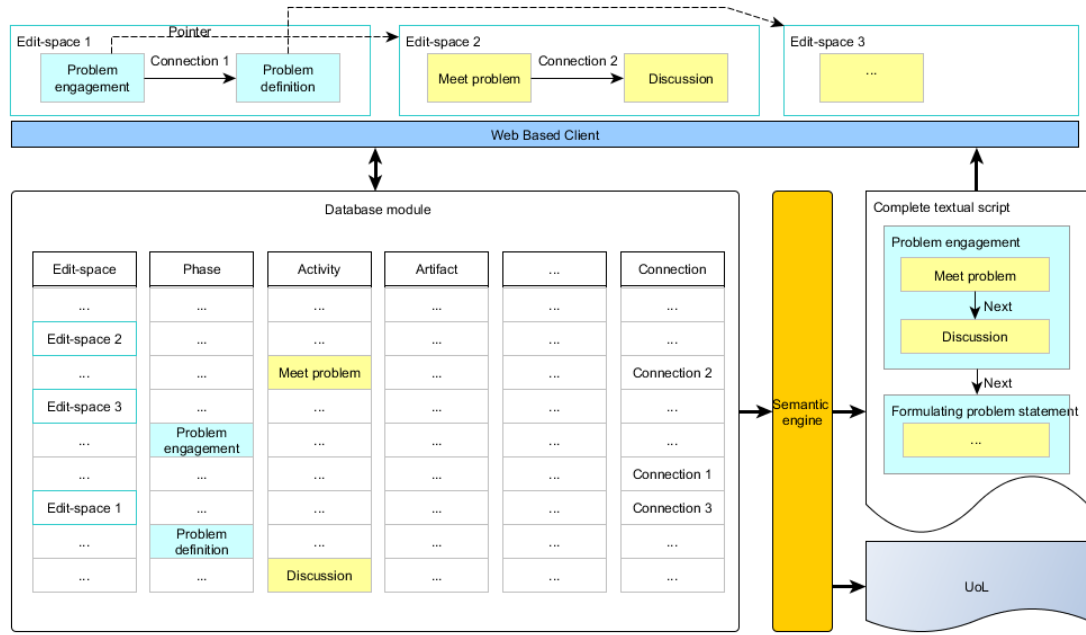 Pointer
Edit-space 1
Edit-space 2
Edit-space 3
Problem
engagement
Connection 1
Problem
definition
Meet problem
Connection 2
Discussion
...
Web Based Client
Database module
Edit-space Phase Activity Artifact ... Connection
... ... ... ... ... ...
Edit-space 2 ... ... ... ... ...
... ... Meet problem ... ... Connection 2
Edit-space 3 ... ... ... ... ...
... Problem
engagement ... ... ... ...
... ... ... ... ... Connection 1
Edit-space 1 ... ... ... ... Connection 3
... Problem
definition ... ... ... ...
... ... Discussion ... ... ...
Semantic
engine
Complete textual script
Problem engagement
Meet problem
Next
Discussion
Next
Formulating problem statement
...
UoL